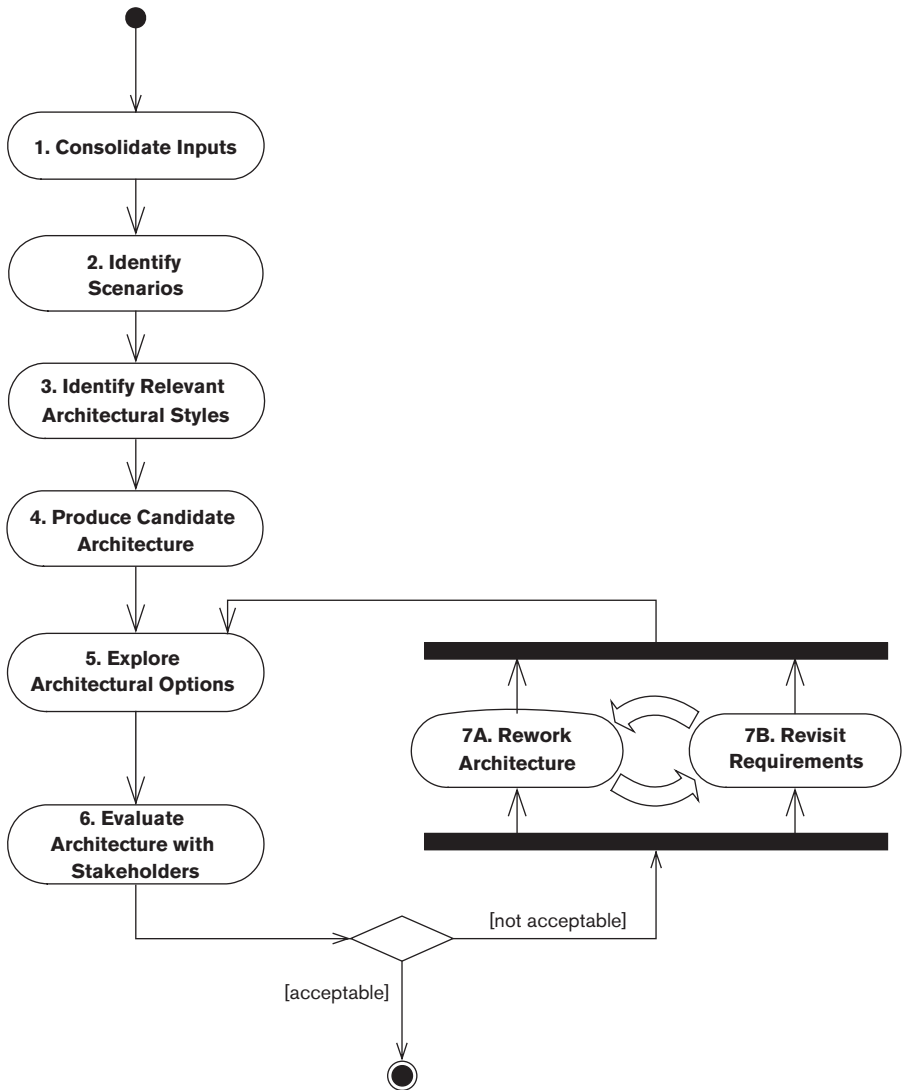 1. Consolidate Inputs
2. Identify
Scenarios
3. Identify Relevant
Architectural Styles
4. Produce Candidate
Architecture
5. Explore
Architectural Options
7A. Rework
Architecture
7B. Revisit
Requirements
6. Evaluate
Architecture with
Stakeholders
[not acceptable]
[acceptable]